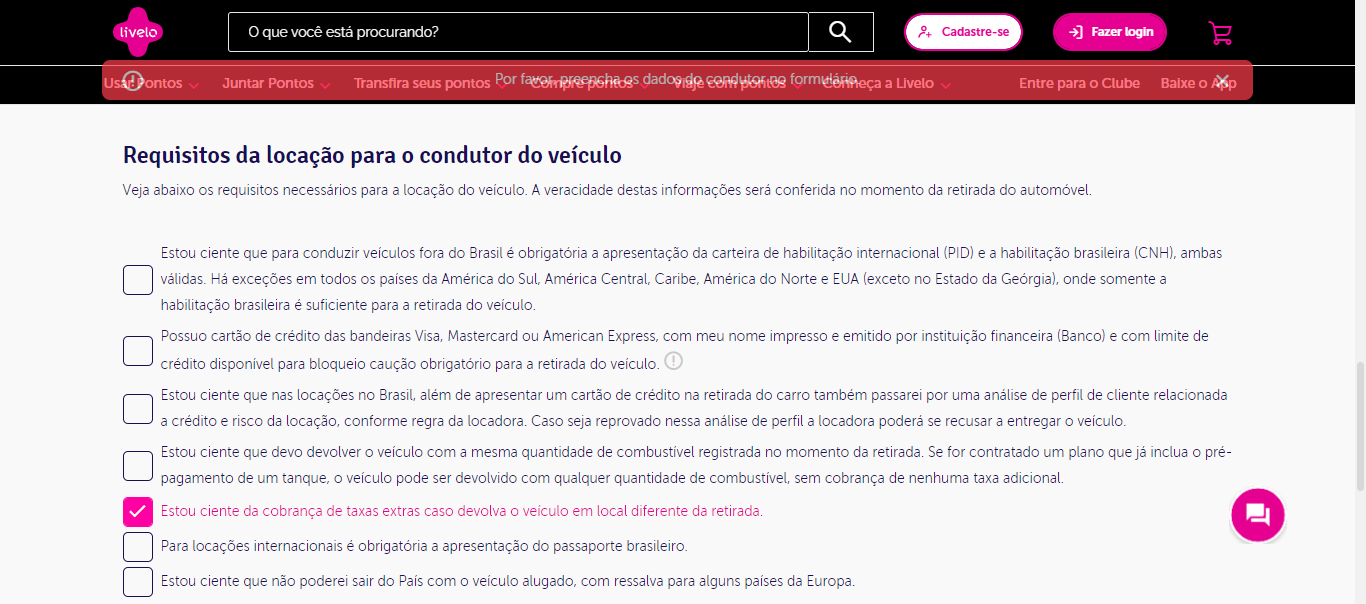 livelo
O que você está procurando?
Cadastre-se
Fazer login
Por favor, preencha os dados do condutor no formulário.
Usar Pontos
Juntar Pontos
Transfira seus pontos
Compre pontos
Viaje com pontos
Conheça a Livelo
Entre para o Clube
Baixe o App
Requisitos da locação para o condutor do veículo
Veja abaixo os requisitos necessários para a locação do veículo. A veracidade destas informações será conferida no momento da retirada do automóvel.
Estou ciente que para conduzir veículos fora do Brasil é obrigatória a apresentação da carteira de habilitação internacional (PID) e a habilitação brasileira (CNH), ambas
válidas. Há exceções em todos os países da América do Sul, América Central, Caribe, América do Norte e EUA (exceto no Estado da Geórgia), onde somente a
habilitação brasileira é suficiente para a retirada do veículo.
Possuo cartão de crédito das bandeiras Visa, Mastercard ou American Express, com meu nome impresso e emitido por instituição financeira (Banco) e com limite de
crédito disponível para bloqueio caução obrigatório para a retirada do veículo.
Estou ciente que nas locações no Brasil, além de apresentar um cartão de crédito na retirada do carro também passarei por uma análise de perfil de cliente relacionada
a crédito e risco da locação, conforme regra da locadora. Caso seja reprovado nessa análise de perfil a locadora poderá se recusar a entregar o veículo.
Estou ciente que devo devolver o veículo com a mesma quantidade de combustível registrada no momento da retirada. Se for contratado um plano que já inclua o pré-
pagamento de um tanque, o veículo pode ser devolvido com qualquer quantidade de combustível, sem cobrança de nenhuma taxa adicional.
Estou ciente da cobrança de taxas extras caso devolva o veículo em local diferente da retirada.
Para locações internacionais é obrigatória a apresentação do passaporte brasileiro.
Estou ciente que não poderei sair do País com o veículo alugado, com ressalva para alguns países da Europa.